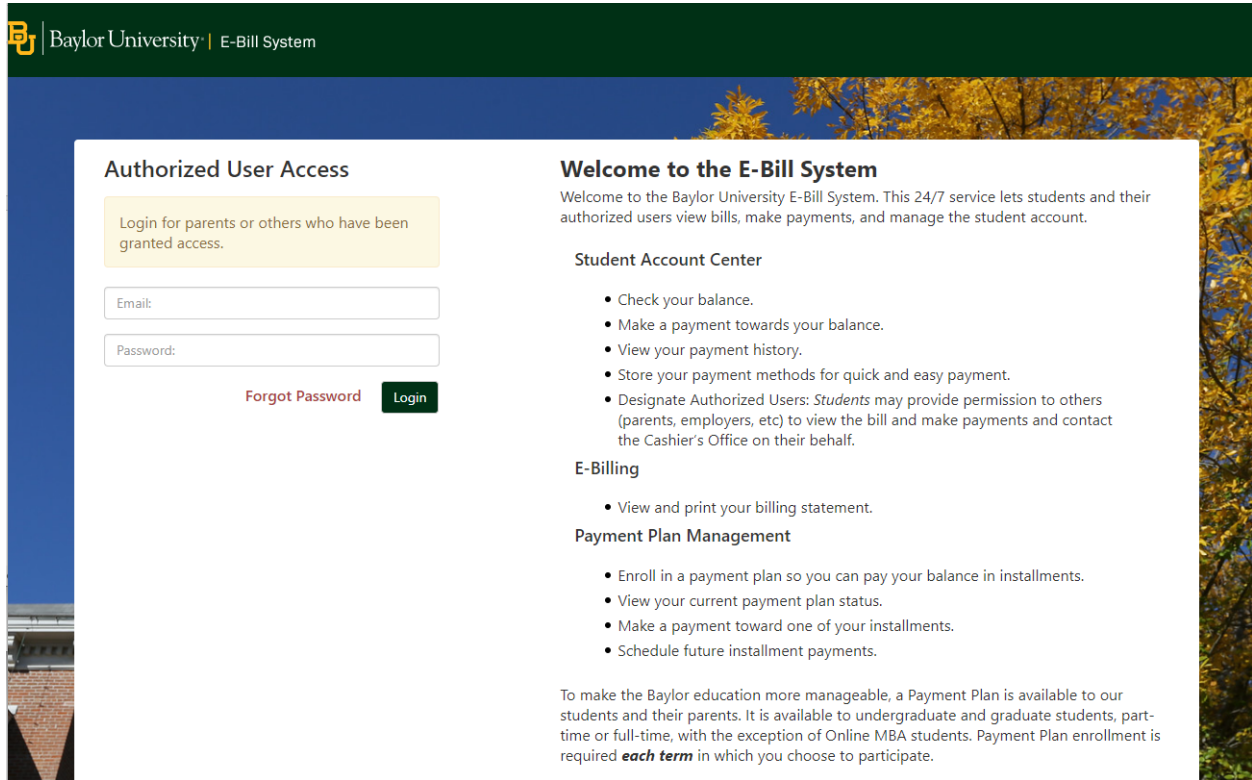 BU Baylor University | E-Bill System
Authorized User Access
Login for parents or others who have been
granted access.
Email:
Password:
Forgot Password Login
Welcome to the E-Bill System
Welcome to the Baylor University E-Bill System. This 24/7 service lets students and their
authorized users view bills, make payments, and manage the student account.
Student Account Center
• Check your balance.
• Make a payment towards your balance.
• View your payment history.
• Store your payment methods for quick and easy payment.
• Designate Authorized Users: Students may provide permission to others
(parents, employers, etc) to view the bill and make payments and contact
the Cashier's Office on their behalf.
E-Billing
• View and print your billing statement.
Payment Plan Management
• Enroll in a payment plan so you can pay your balance in installments.
• View your current payment plan status.
• Make a payment toward one of your installments.
• Schedule future installment payments.
To make the Baylor education more manageable, a Payment Plan is available to our
students and their parents. It is available to undergraduate and graduate students, part-
time or full-time, with the exception of Online MBA students. Payment Plan enrollment is
required each term in which you choose to participate.